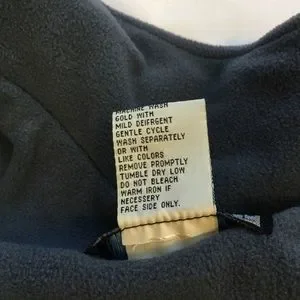 MACHINE WASH
GOLD WITH
MILD DEIFRGENT
GENTLE CYCLE
WASH SEPARATELY
OR WITH
LIKE COLORS
REMOVE PROMPTLY
TUMBLE DRY LOW
DO NOT BLEACH
WARM IRON IF
NECESSERY
FACE SIDE ONLY.